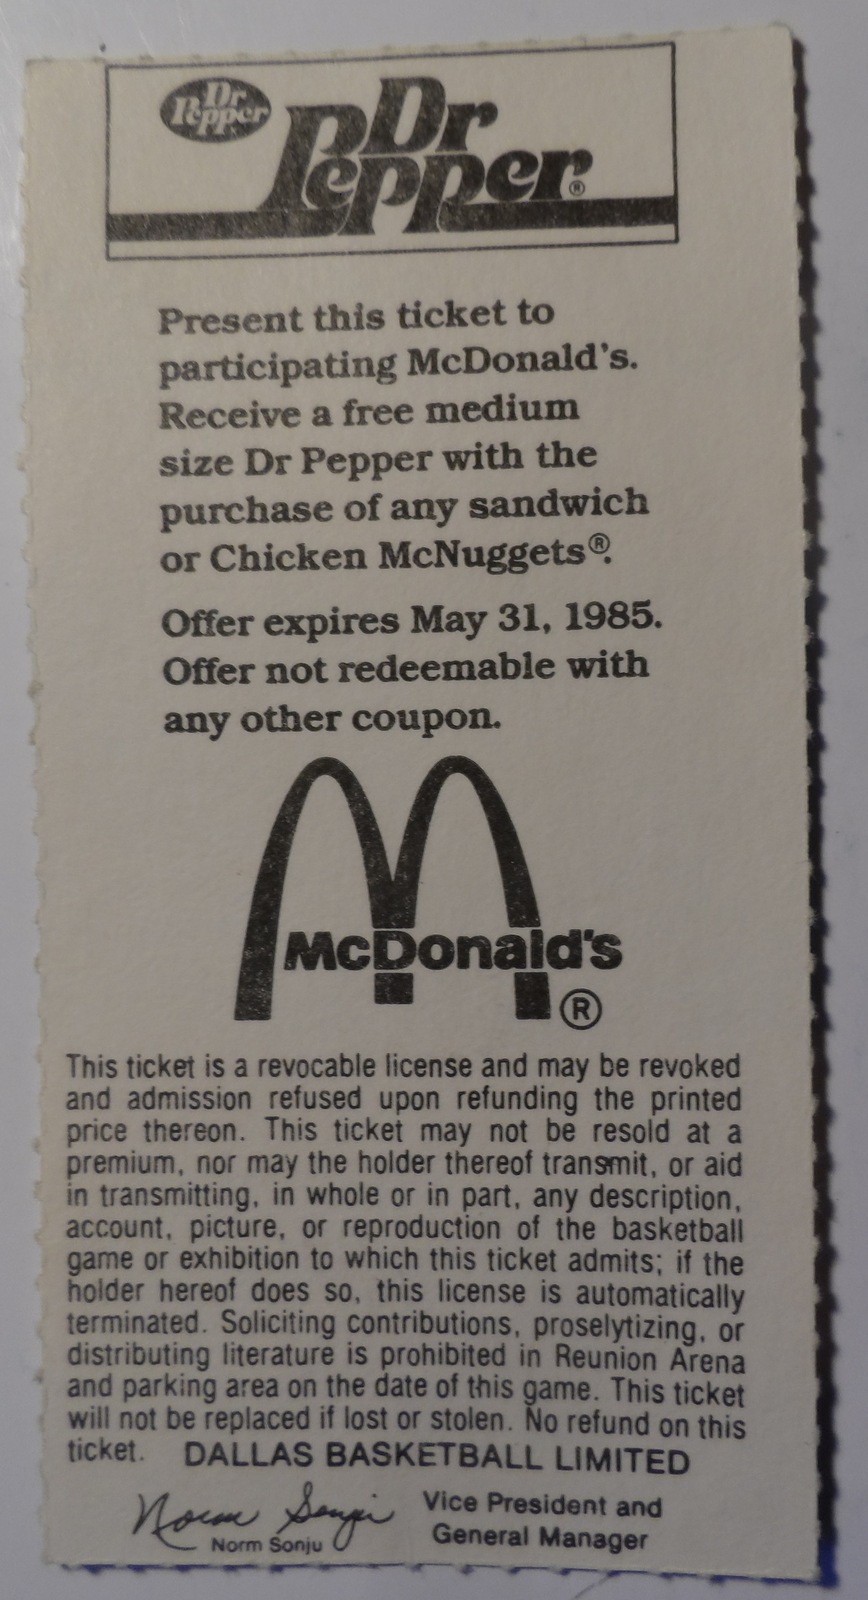 Dr Pepper
Dr Pepper®
Present this ticket to
participating McDonald's.
Receive a free medium
size Dr Pepper with the
purchase of any sandwich
or Chicken McNuggets®.
Offer expires May 31, 1985.
Offer not redeemable with
any other coupon.
McDonald's
®
This ticket is a revocable license and may be revoked
and admission refused upon refunding the printed
price thereon. This ticket may not be resold at a
premium, nor may the holder thereof transmit, or aid
in transmitting, in whole or in part, any description,
account, picture, or reproduction of the basketball
game or exhibition to which this ticket admits; if the
holder hereof does so, this license is automatically
terminated. Soliciting contributions, proselytizing, or
distributing literature is prohibited in Reunion Arena
and parking area on the date of this game. This ticket
will not be replaced if lost or stolen. No refund on this
ticket. DALLAS BASKETBALL LIMITED
Norm Sonju Vice President and
Norm Sonju General Manager